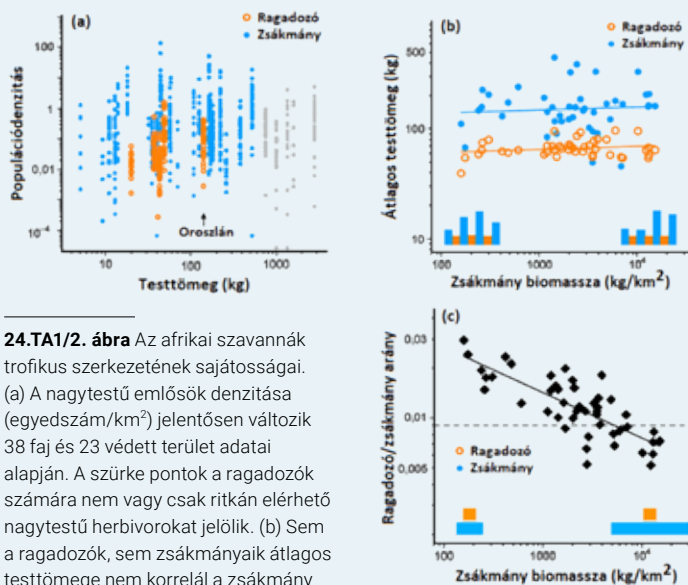 (a)
Ragadozó
Zsákmány
Populációdenzitás
100
1
0,01
10⁻⁴
Oroszlán
10
100
1000
Testtömeg (kg)
(b)
Ragadozó
Zsákmány
Átlagos testtömeg (kg)
500
100
10
100
1000
10⁴
Zsákmány biomassza (kg/km²)
24.TA1/2. ábra Az afrikai szavannák
trofikus szerkezetének sajátosságai.
(a) A nagytestű emlősök denzitása
(egyedszám/km²) jelentősen változik
38 faj és 23 védett terület adatai
alapján. A szürke pontok a ragadozók
számára nem vagy csak ritkán elérhető
nagytestű herbivorokat jelölik. (b) Sem
a ragadozók, sem zsákmányaik átlagos
testtömege nem korrelál a zsákmány
(c)
Ragadozó/zsákmány arány
0,03
0,01
0,005
Ragadozó
Zsákmány
100
1000
10⁴
Zsákmány biomassza (kg/km²)